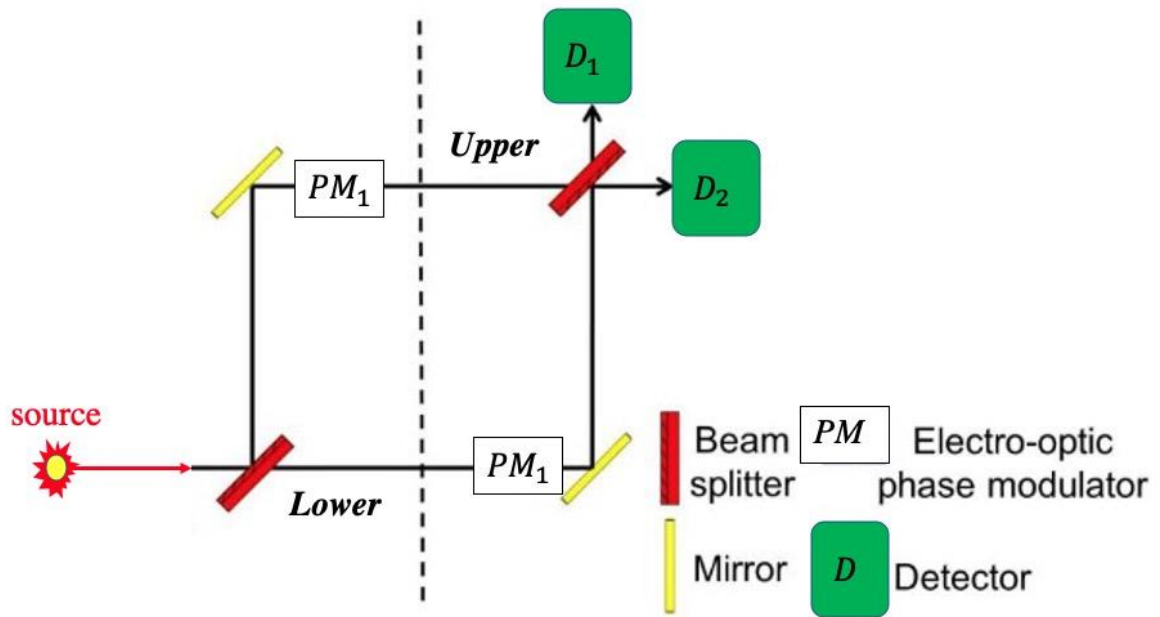 D₁
Upper
PM₁
D₂
source
PM₁
Lower
Beam splitter
PM
Electro-optic phase modulator
Mirror
D
Detector